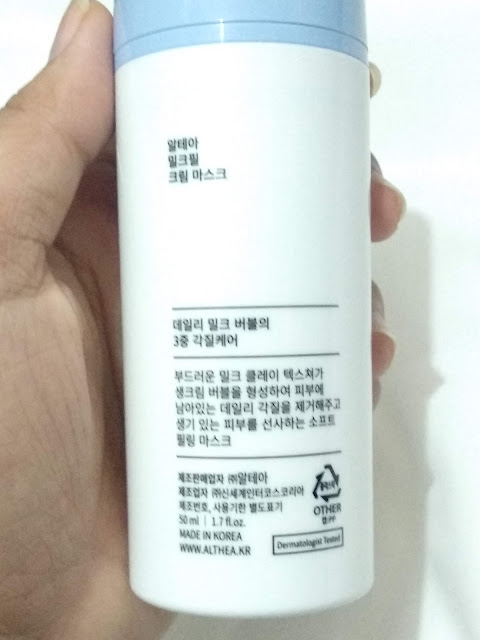 알테아
밀크필
크림 마스크
데일리 밀크 버블의
3중 각질케어
부드러운 밀크 클레이 텍스쳐가
생크림 버블을 형성하여 피부에
남아있는 데일리 각질을 제거해주고
생기 있는 피부를 선사하는 소프트
필링 마스크
제조판매업자 ㈜알테아
제조업자 ㈜신세계인터코스코리아
제조번호, 사용기한 별도표기
50 ml | 1.7 fl.oz.
MADE IN KOREA
WWW.ALTHEA.KR
OTHER
캡:PP
Dermatologist Tested